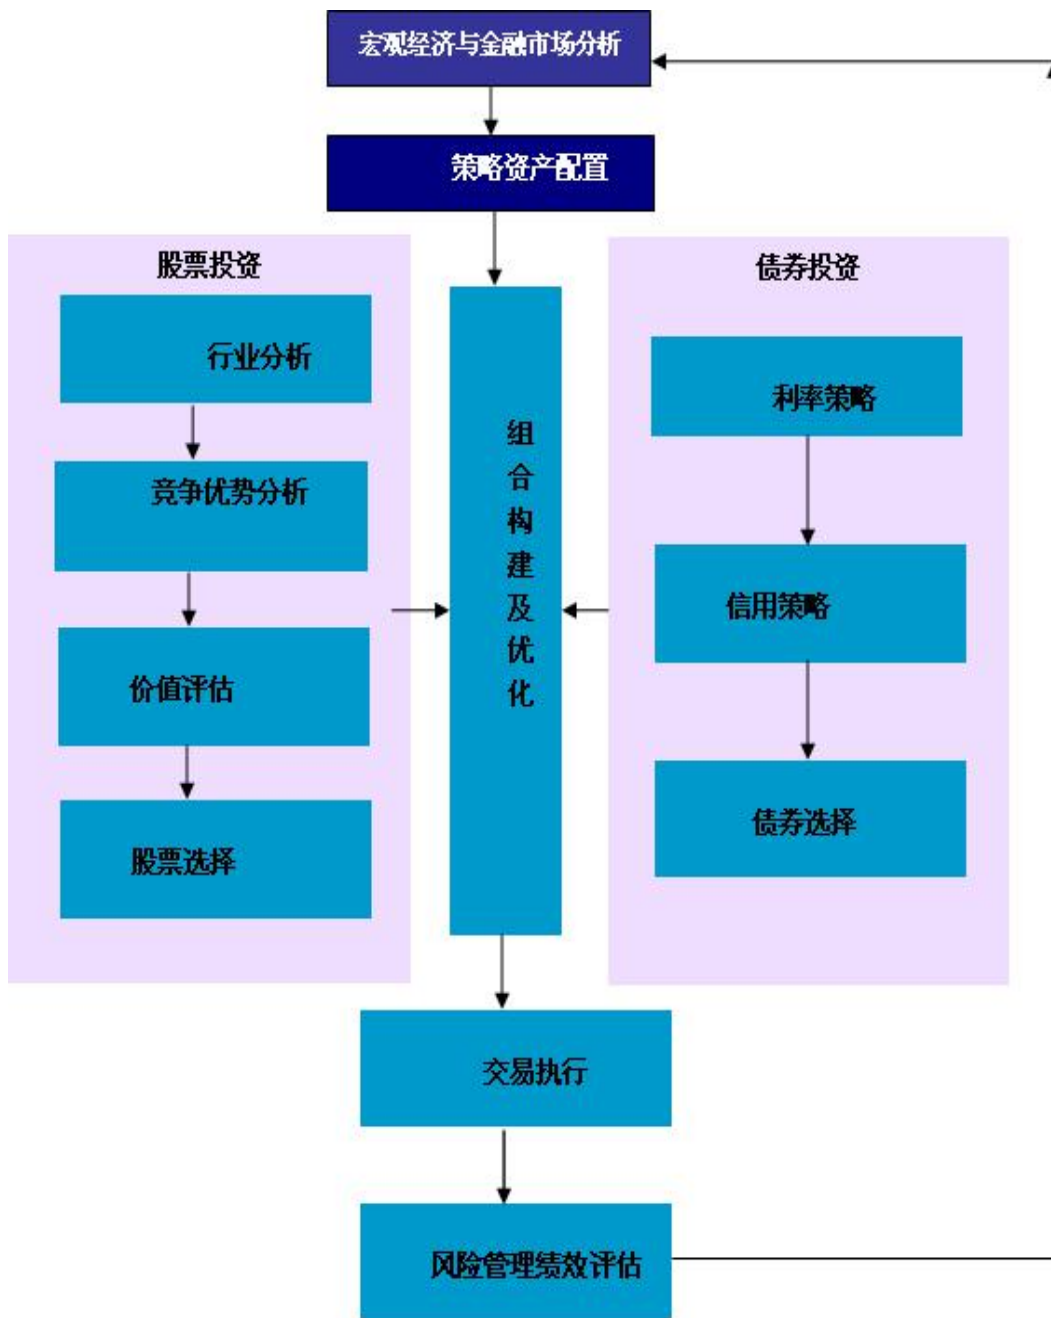 宏观经济与金融市场分析
策略资产配置
股票投资
行业分析
竞争优势分析
价值评估
股票选择
组合构建及优化
债券投资
利率策略
信用策略
债券选择
交易执行
风险管理绩效评估